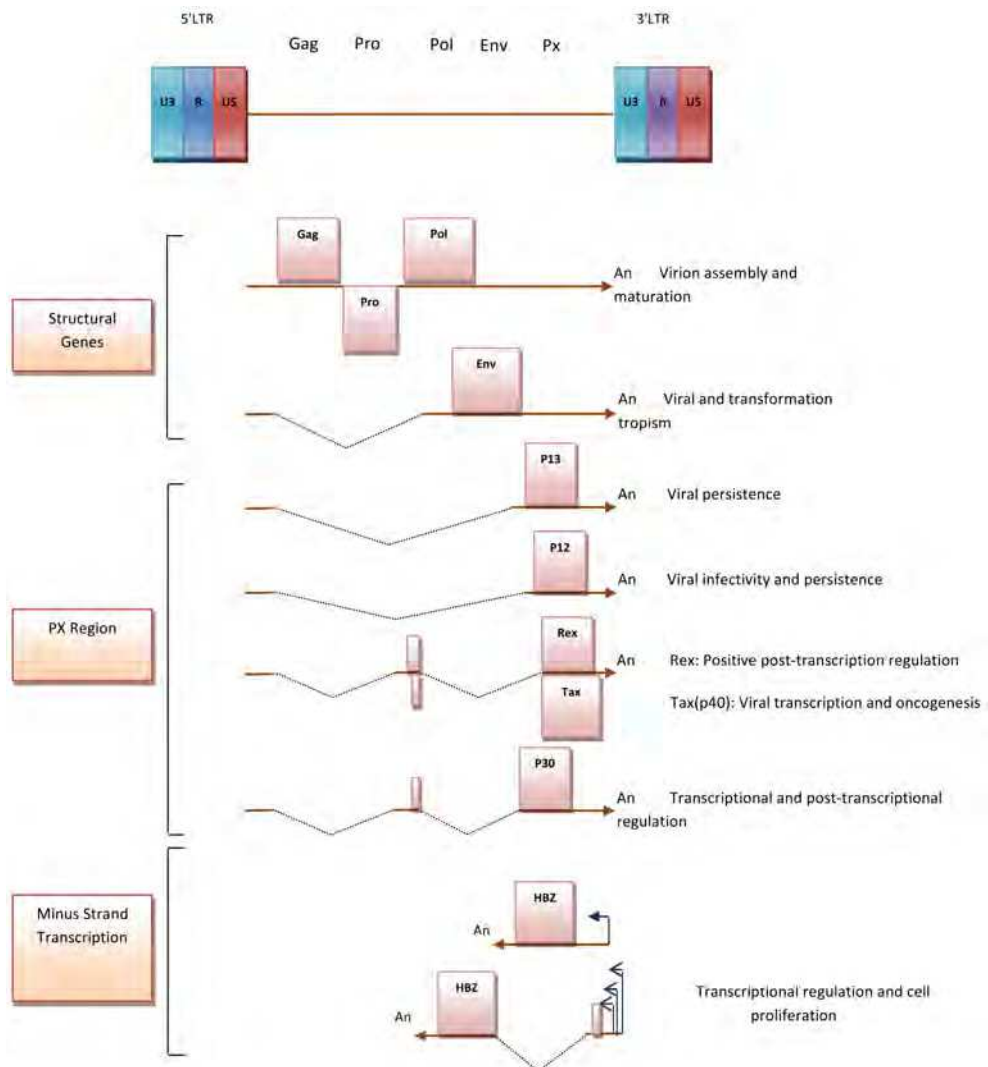 5'LTR
3'LTR
Gag Pro Pol Env Px
U3 R U5
U3 R U5
Gag
Pol
An Virion assembly and
maturation
Pro
Structural
Genes
Env
An Viral and transformation
tropism
P13
An Viral persistence
P12
An Viral infectivity and persistence
PX Region
Rex
An Rex: Positive post-transcription regulation
Tax
Tax(p40): Viral transcription and oncogenesis
P30
An Transcriptional and post-transcriptional
regulation
Minus Strand
Transcription
HBZ
An
HBZ
An
Transcriptional regulation and cell
proliferation